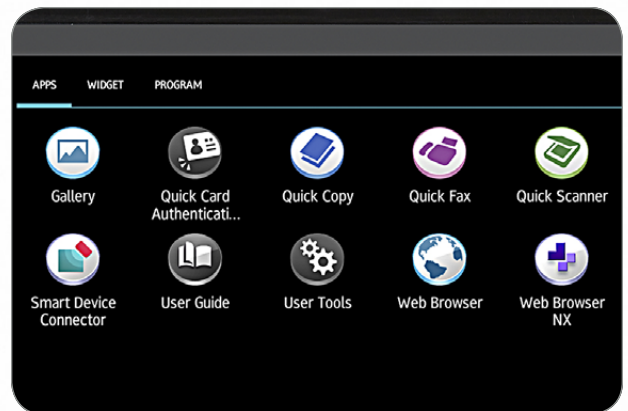 APPS WIDGET PROGRAM
Gallery
Quick Card
Authenticati...
Quick Copy
Quick Fax
Quick Scanner
Smart Device
Connector
User Guide
User Tools
Web Browser
Web Browser
NX